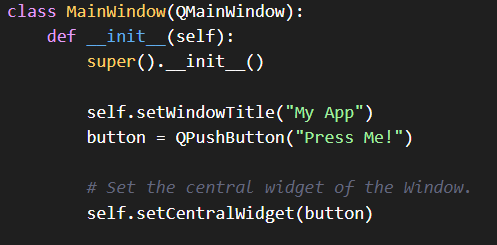 class MainWindow(QMainWindow):
    def __init__(self):
        super().__init__()

        self.setWindowTitle("My App")
        button = QPushButton("Press Me!")

        # Set the central widget of the Window.
        self.setCentralWidget(button)